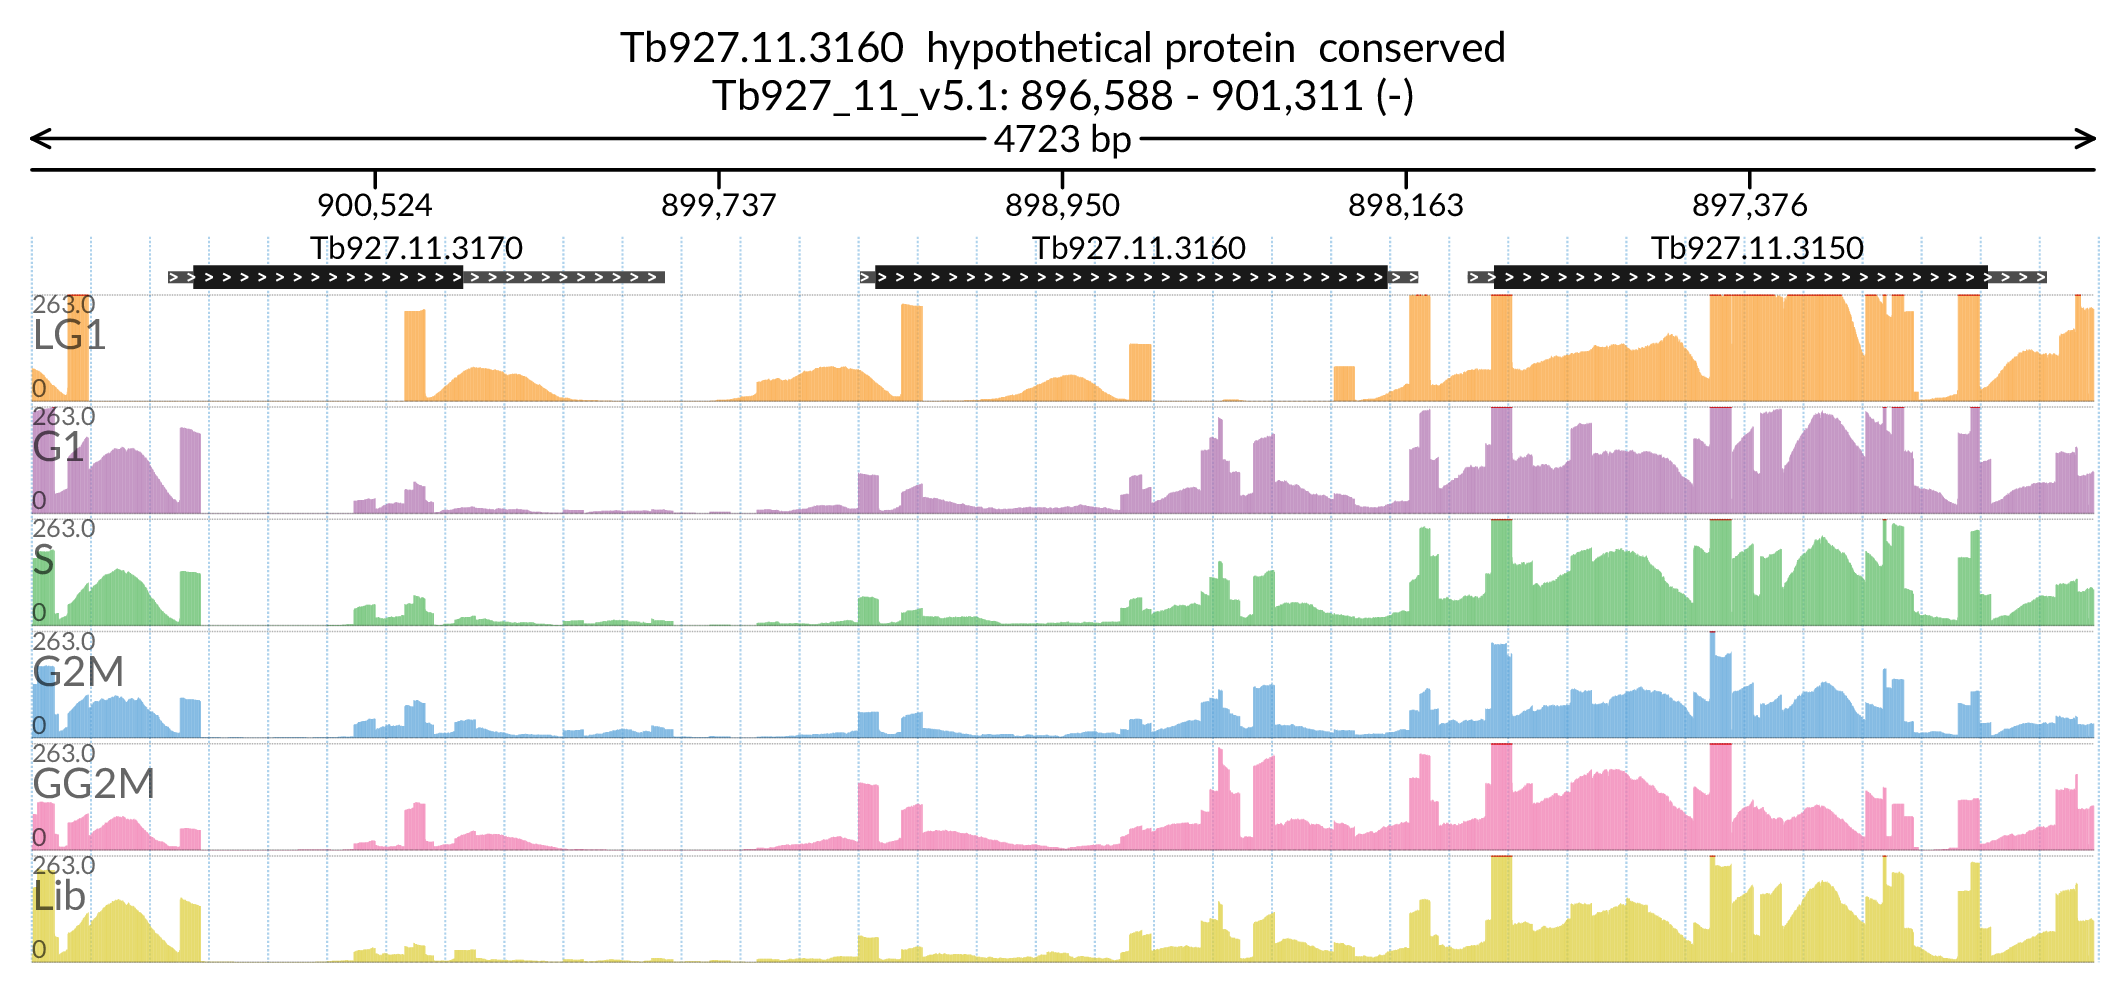 Tb927.11.3160 hypothetical protein conserved
Tb927_11_v5.1: 896,588 - 901,311 (-)
4723 bp
900,524 899,737 898,950 898,163 897,376
Tb927.11.3170 Tb927.11.3160 Tb927.11.3150
263.0
LG1
0
263.0
G1
0
263.0
S
0
263.0
G2M
0
263.0
GG2M
0
263.0
Lib
0